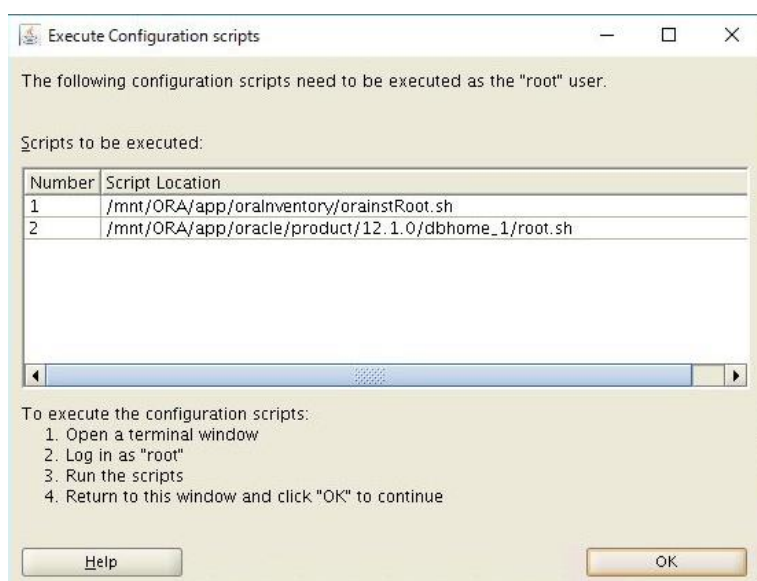 Execute Configuration scripts
The following configuration scripts need to be executed as the "root" user.
Scripts to be executed:
Number Script Location
1 /mnt/ORA/app/oraInventory/orainstRoot.sh
2 /mnt/ORA/app/oracle/product/12.1.0/dbhome_1/root.sh
To execute the configuration scripts:
1. Open a terminal window
2. Log in as "root"
3. Run the scripts
4. Return to this window and click "OK" to continue
Help
OK